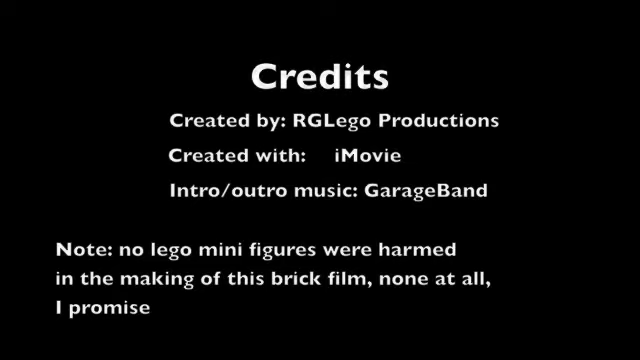 Credits
Created by: RGLego Productions
Created with: iMovie
Intro/outro music: GarageBand
Note: no lego mini figures were harmed
in the making of this brick film, none at all,
I promise